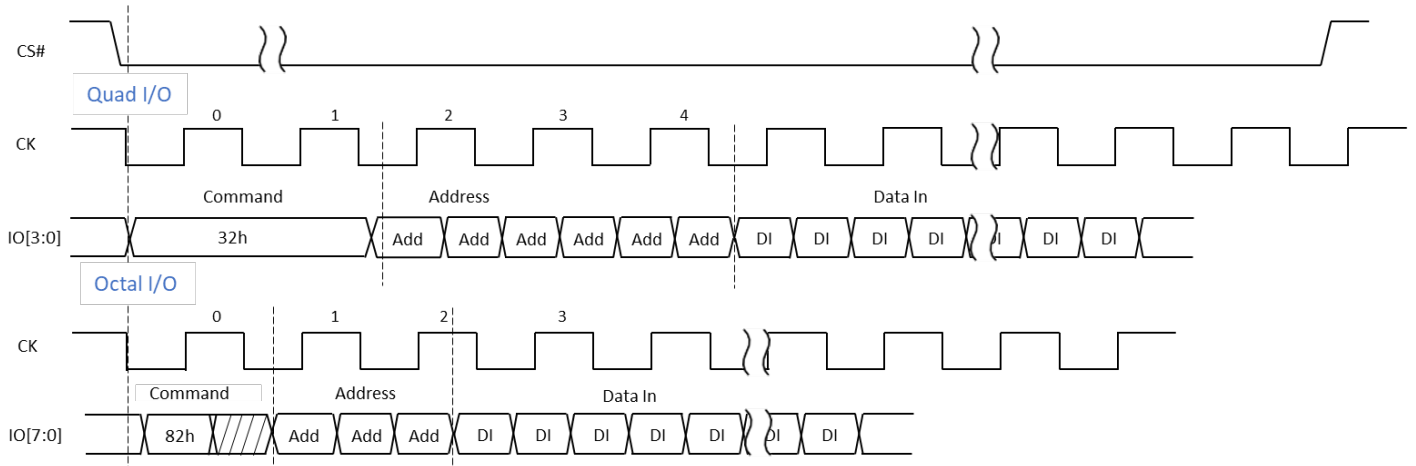 CS#
Quad I/O
0 1 2 3 4
CK
Command Address Data In
IO[3:0] 32h Add Add Add Add Add Add DI DI DI DI DI DI DI
Octal I/O
0 1 2 3
CK
Command Address Data In
IO[7:0] 82h Add Add Add DI DI DI DI DI DI DI